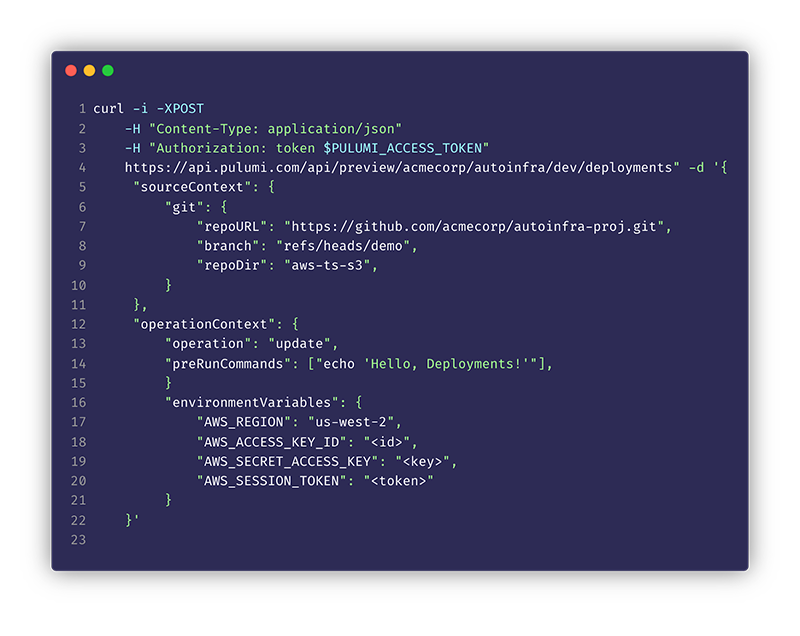 1 curl -i -XPOST
2 -H "Content-Type: application/json"
3 -H "Authorization: token $PULUMI_ACCESS_TOKEN"
4 https://api.pulumi.com/api/preview/acmecorp/autoinfra/dev/deployments" -d '{
5 "sourceContext": {
6 "git": {
7 "repoURL": "https://github.com/acmecorp/autoinfra-proj.git",
8 "branch": "refs/heads/demo",
9 "repoDir": "aws-ts-s3",
10 }
11 },
12 "operationContext": {
13 "operation": "update",
14 "preRunCommands": ["echo 'Hello, Deployments!'"],
15 }
16 "environmentVariables": {
17 "AWS_REGION": "us-west-2",
18 "AWS_ACCESS_KEY_ID": "<id>",
19 "AWS_SECRET_ACCESS_KEY": "<key>",
20 "AWS_SESSION_TOKEN": "<token>"
21 }
22 }'
23